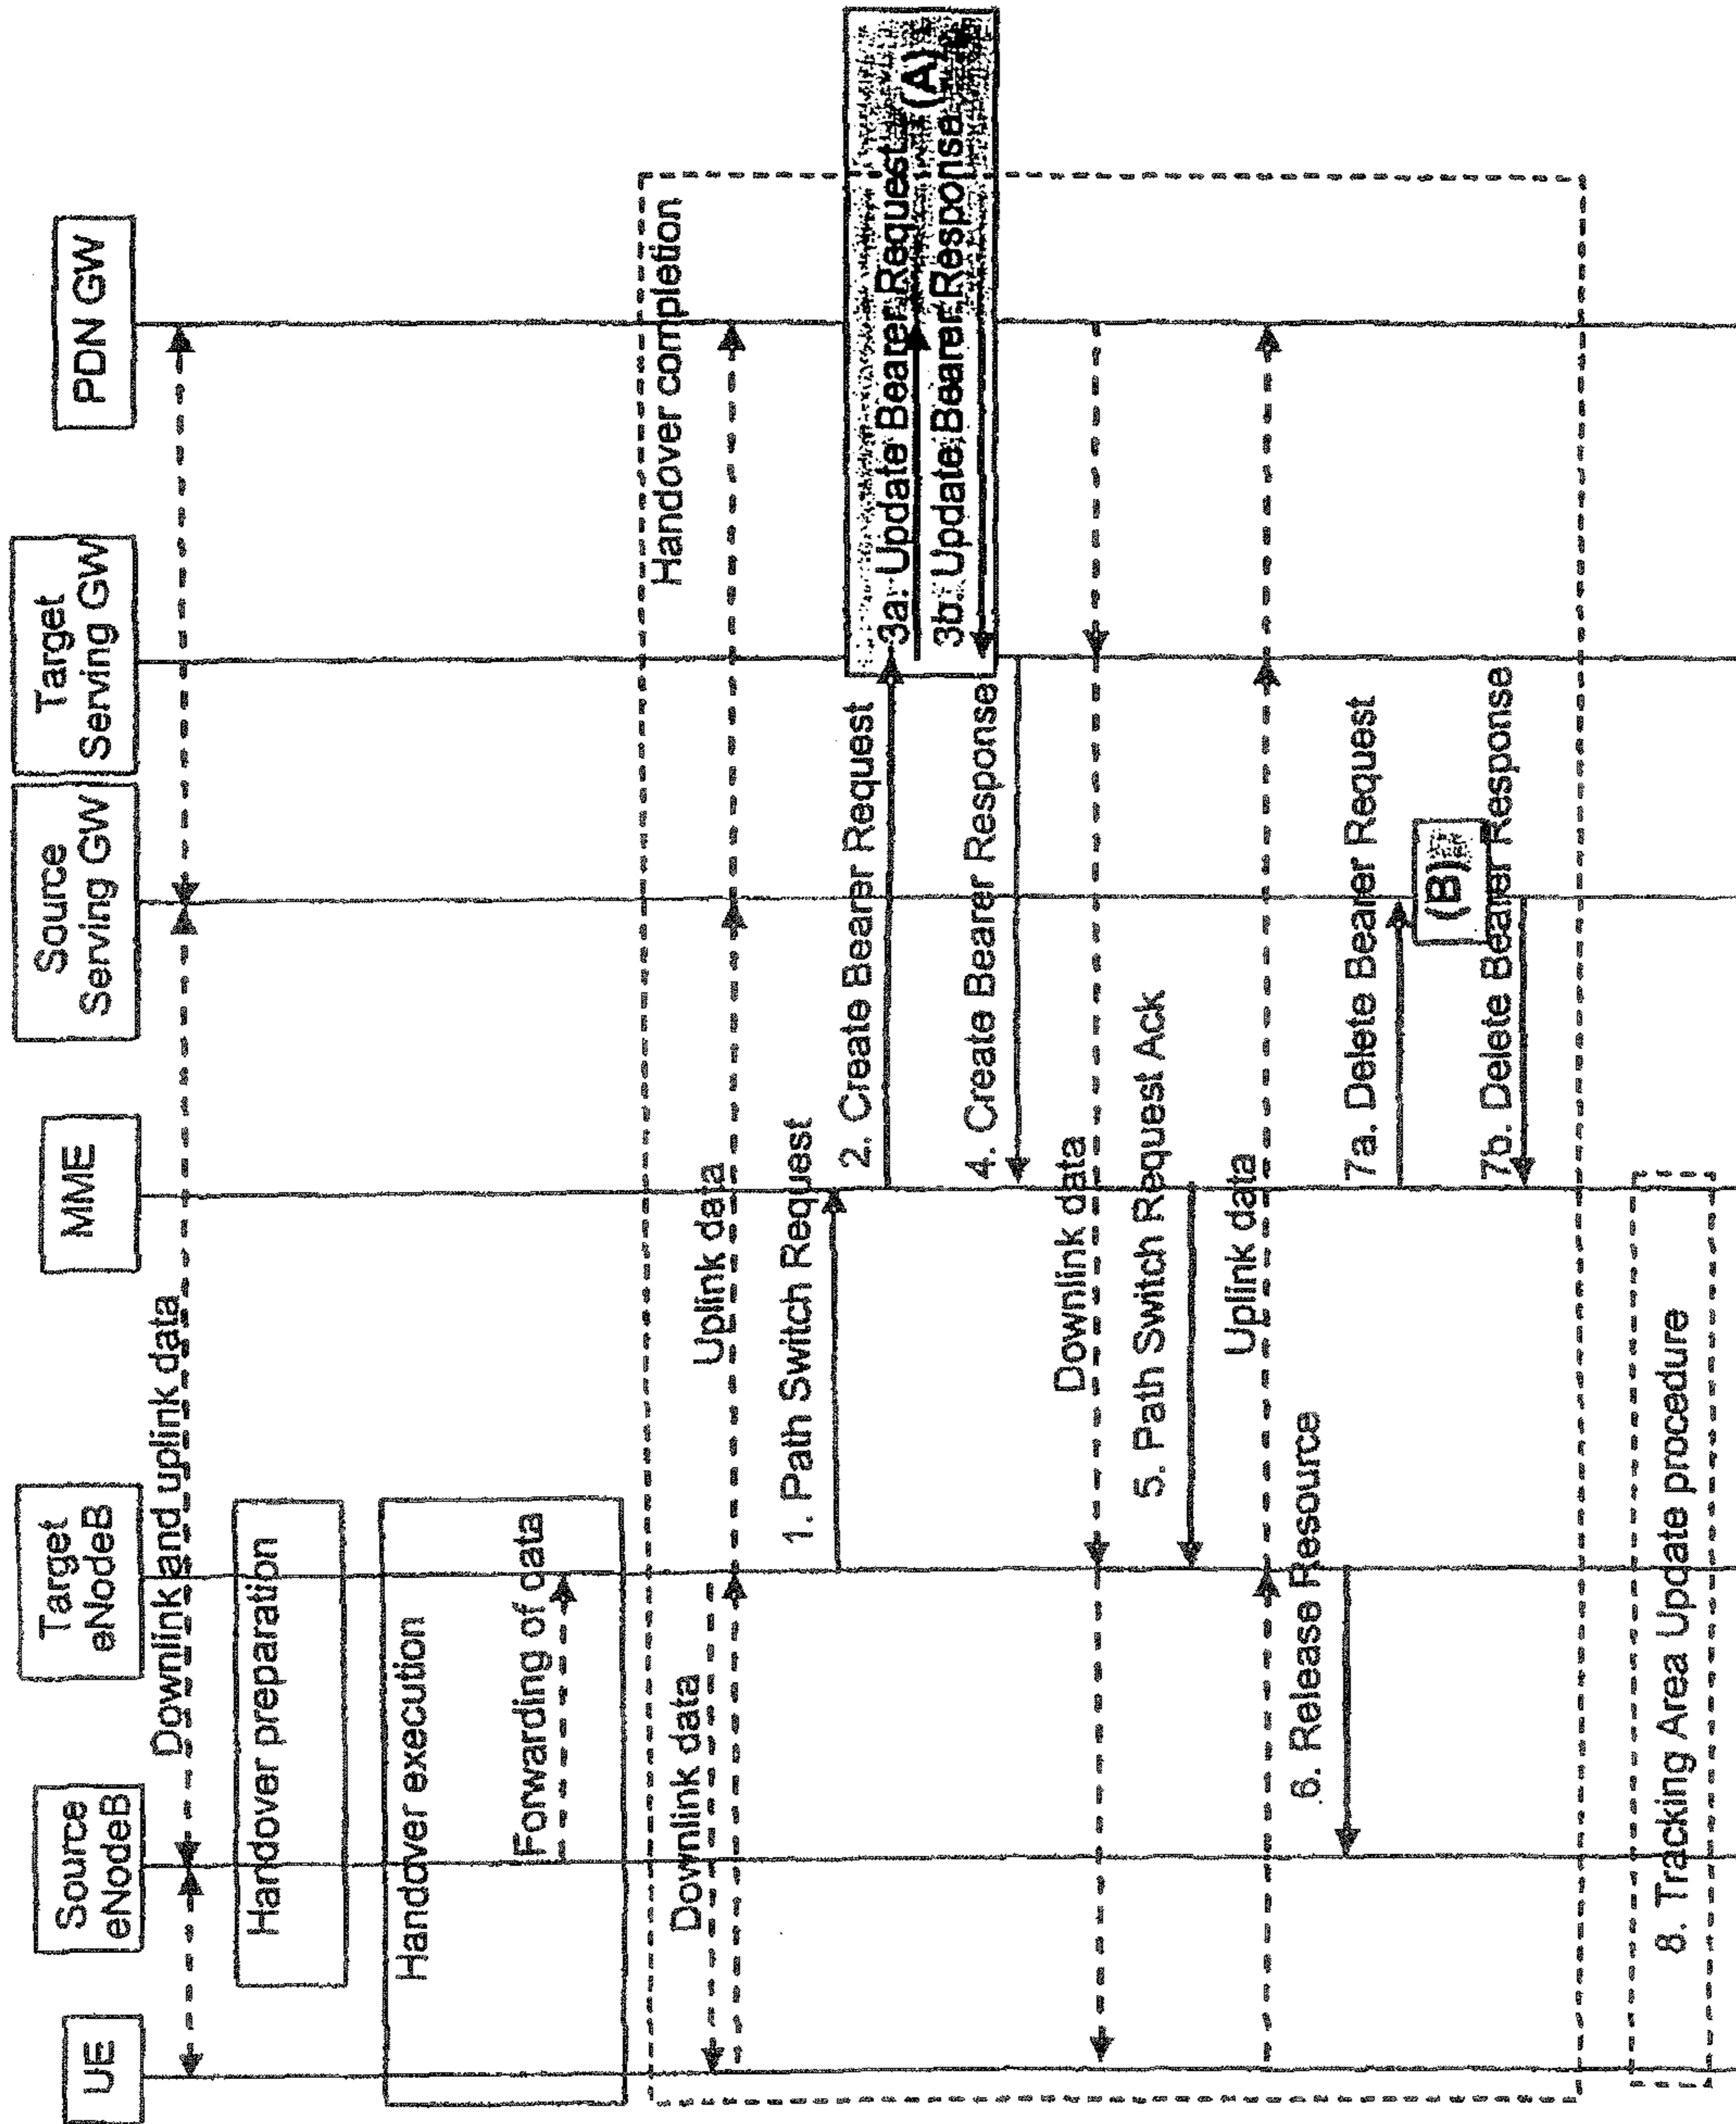 UE
Source
eNodeB
Target
eNodeB
MME
Source
Serving GW
Target
Serving GW
PDN GW
Downlink and uplink data
Handover preparation
Handover execution
Forwarding of data
Handover completion
Downlink data
Uplink data
1. Path Switch Request
2. Create Bearer Request
3a. Update Bearer Request
(A)
3b. Update Bearer Response
4. Create Bearer Response
Downlink data
5. Path Switch Request Ack
Uplink data
6. Release Resource
7a. Delete Bearer Request
(B)
7b. Delete Bearer Response
8. Tracking Area Update procedure